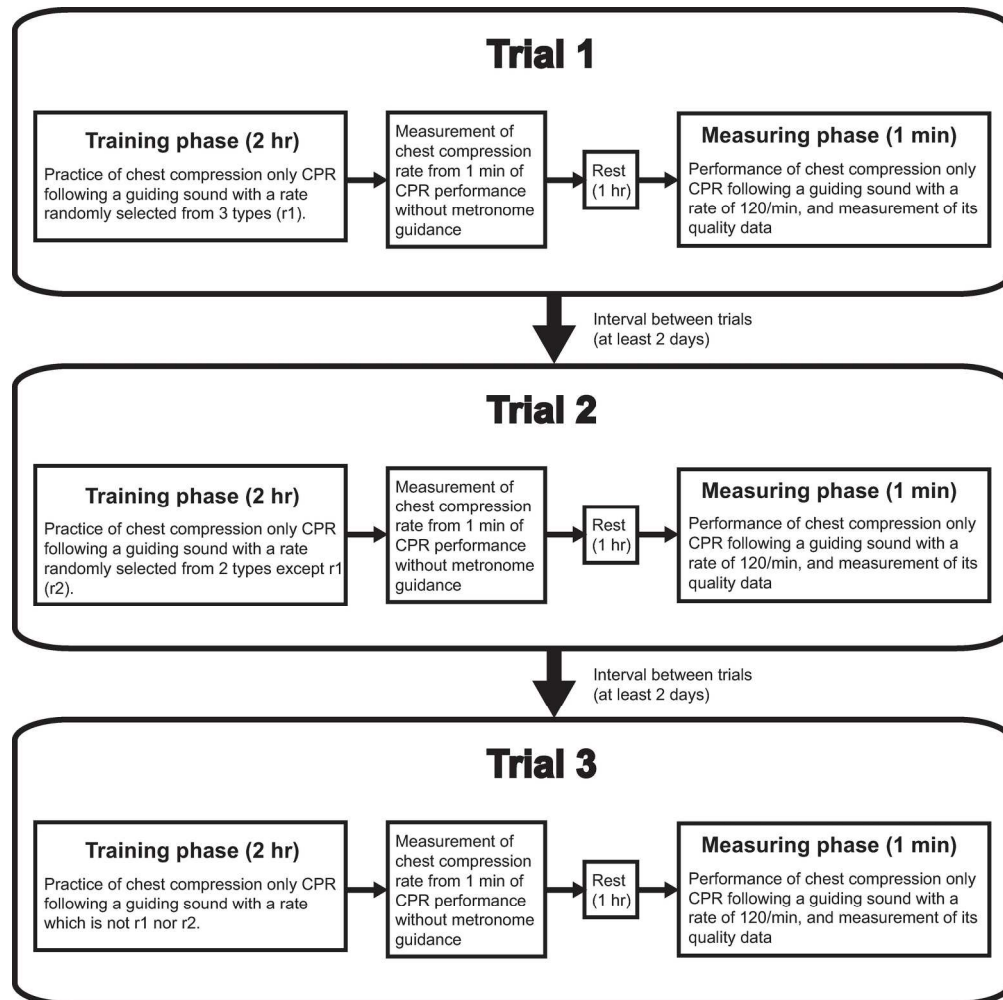 Trial 1
Training phase (2 hr)
Practice of chest compression only CPR
following a guiding sound with a rate
randomly selected from 3 types (r1).
Measurement of
chest compression
rate from 1 min of
CPR performance
without metronome
guidance
Rest
(1 hr)
Measuring phase (1 min)
Performance of chest compression only
CPR following a guiding sound with a
rate of 120/min, and measurement of its
quality data
Interval between trials
(at least 2 days)
Trial 2
Training phase (2 hr)
Practice of chest compression only CPR
following a guiding sound with a rate
randomly selected from 2 types except r1
(r2).
Measurement of
chest compression
rate from 1 min of
CPR performance
without metronome
guidance
Rest
(1 hr)
Measuring phase (1 min)
Performance of chest compression only
CPR following a guiding sound with a
rate of 120/min, and measurement of its
quality data
Interval between trials
(at least 2 days)
Trial 3
Training phase (2 hr)
Practice of chest compression only CPR
following a guiding sound with a rate
which is not r1 nor r2.
Measurement of
chest compression
rate from 1 min of
CPR performance
without metronome
guidance
Rest
(1 hr)
Measuring phase (1 min)
Performance of chest compression only
CPR following a guiding sound with a
rate of 120/min, and measurement of its
quality data